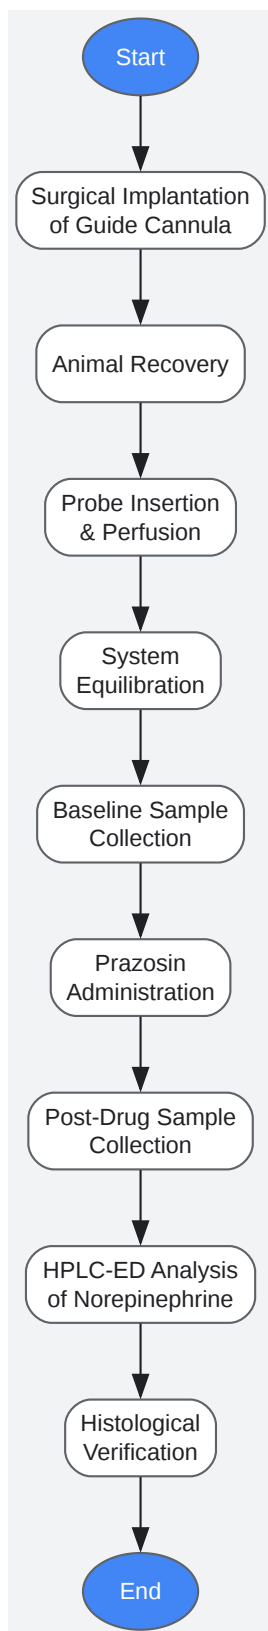 Start
Surgical Implantation
of Guide Cannula
Animal Recovery
Probe Insertion
& Perfusion
System
Equilibration
Baseline Sample
Collection
Prazosin
Administration
Post-Drug Sample
Collection
HPLC-ED Analysis
of Norepinephrine
Histological
Verification
End